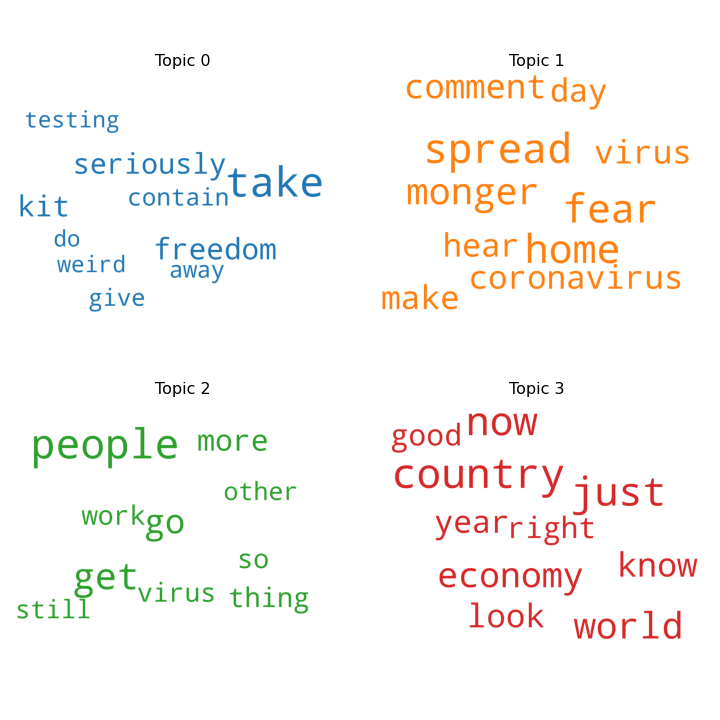 Topic 0
testing
seriously
take
contain
kit
do
freedom
weird
away
give
Topic 1
comment day
spread virus
monger
fear
hear home
coronavirus
make
Topic 2
people more
other
work go
so
get virus thing
still
Topic 3
good now
country just
year right
economy know
look world